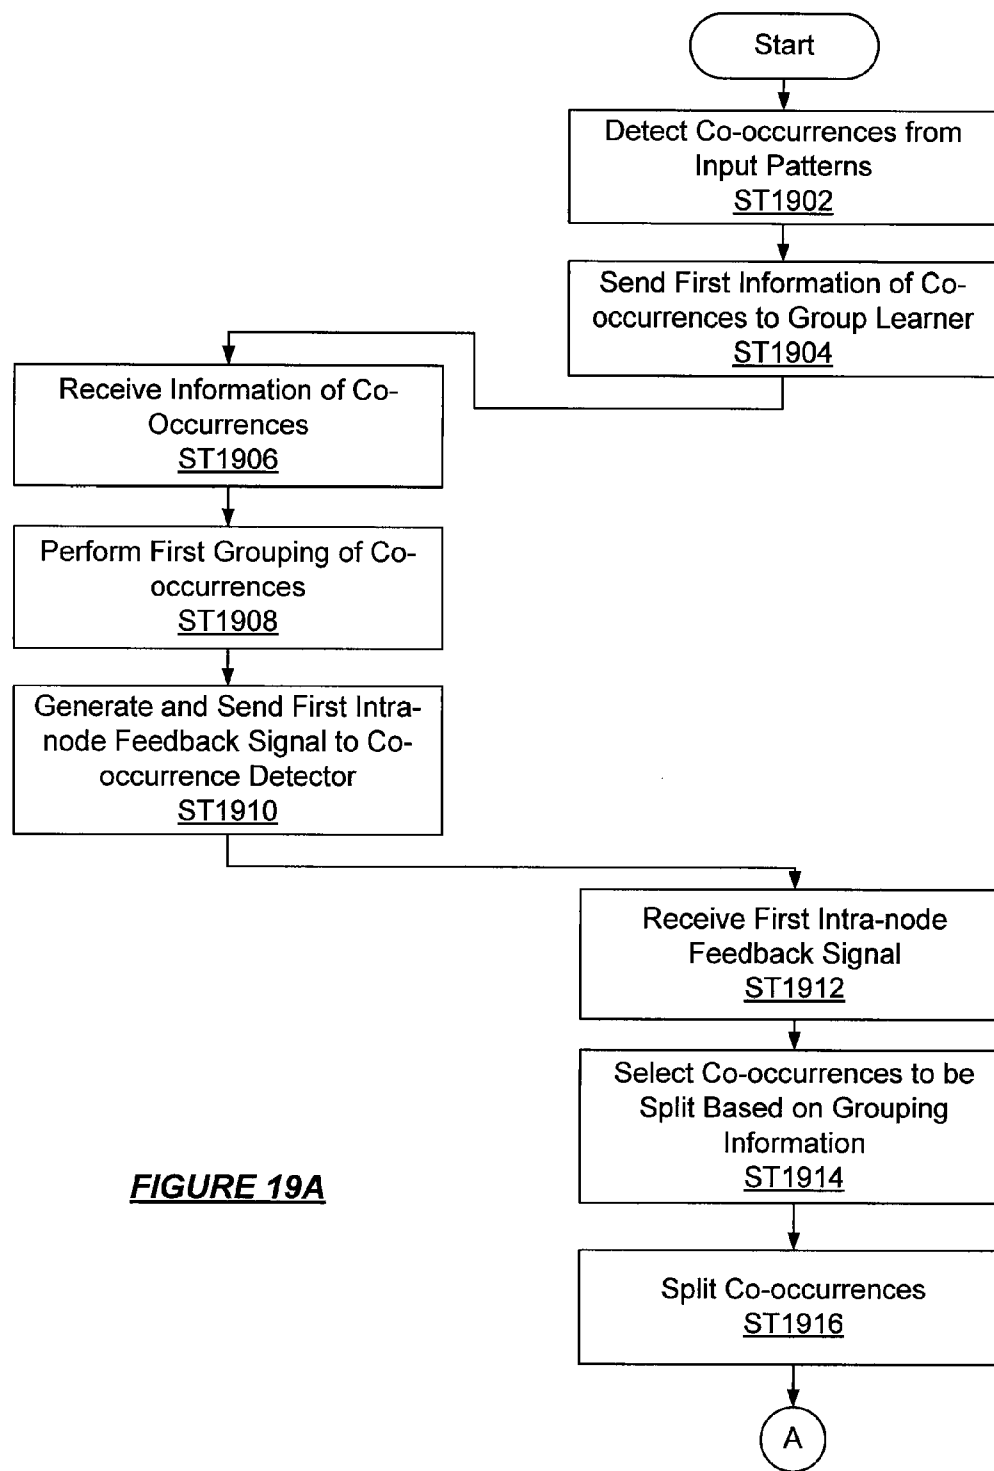 Start
Detect Co-occurrences from
Input Patterns
ST1902
Send First Information of Co-
occurrences to Group Learner
ST1904
Receive Information of Co-
Occurrences
ST1906
Perform First Grouping of Co-
occurrences
ST1908
Generate and Send First Intra-
node Feedback Signal to Co-
occurrence Detector
ST1910
Receive First Intra-node
Feedback Signal
ST1912
Select Co-occurrences to be
Split Based on Grouping
Information
ST1914
FIGURE 19A
Split Co-occurrences
ST1916
A